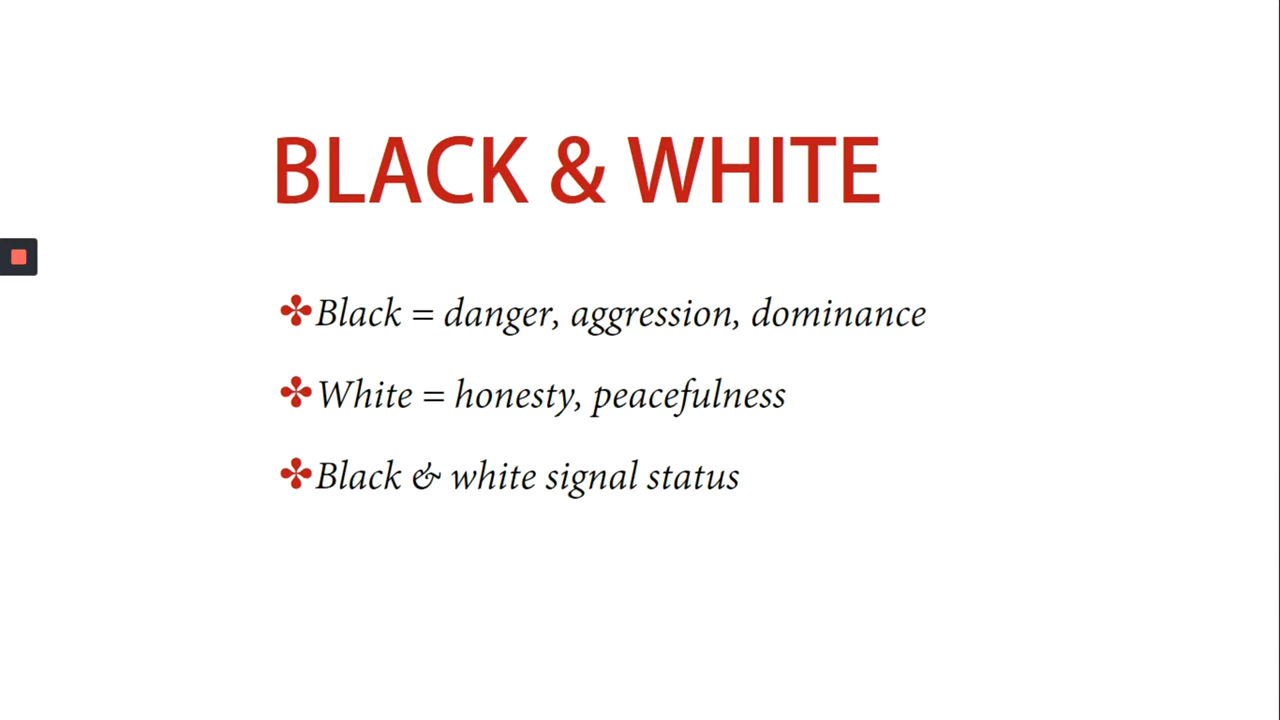 BLACK & WHITE
✤Black = danger, aggression, dominance
✤White = honesty, peacefulness
✤Black & white signal status